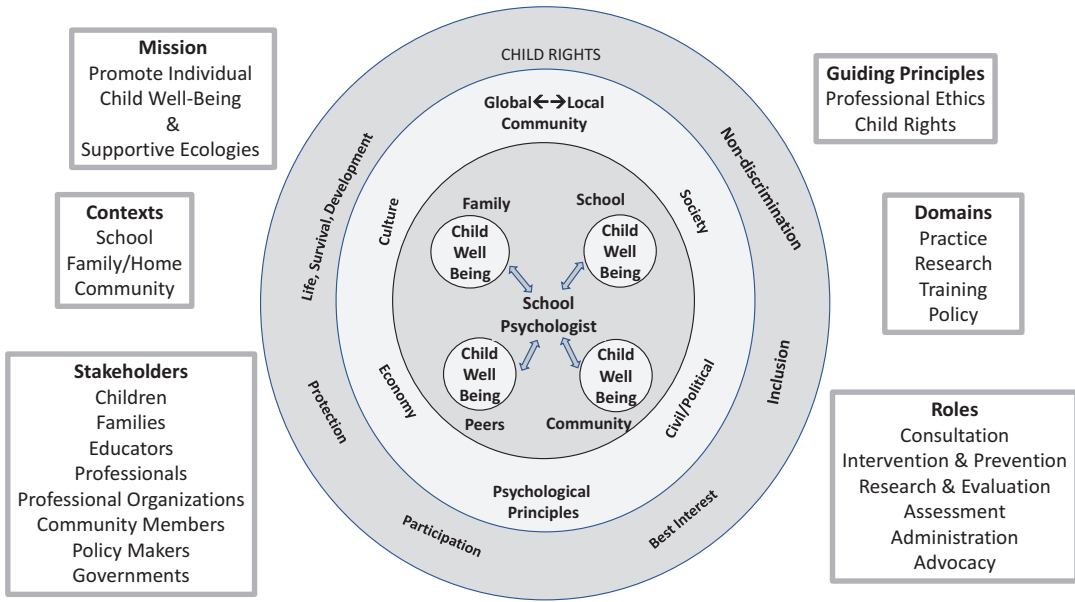 Mission
Promote Individual
Child Well-Being
&
Supportive Ecologies
Contexts
School
Family/Home
Community
Stakeholders
Children
Families
Educators
Professionals
Professional Organizations
Community Members
Policy Makers
Governments
CHILD RIGHTS
Life, Survival, Development
Non-discrimination
Protection
Inclusion
Participation
Best Interest
Global ←→ Local
Community
Culture
Society
Economy
Civil/Political
Psychological
Principles
Family
Child
Well
Being
School
Child
Well
Being
School
Psychologist
Child
Well
Being
Peers
Child
Well
Being
Community
Guiding Principles
Professional Ethics
Child Rights
Domains
Practice
Research
Training
Policy
Roles
Consultation
Intervention & Prevention
Research & Evaluation
Assessment
Administration
Advocacy